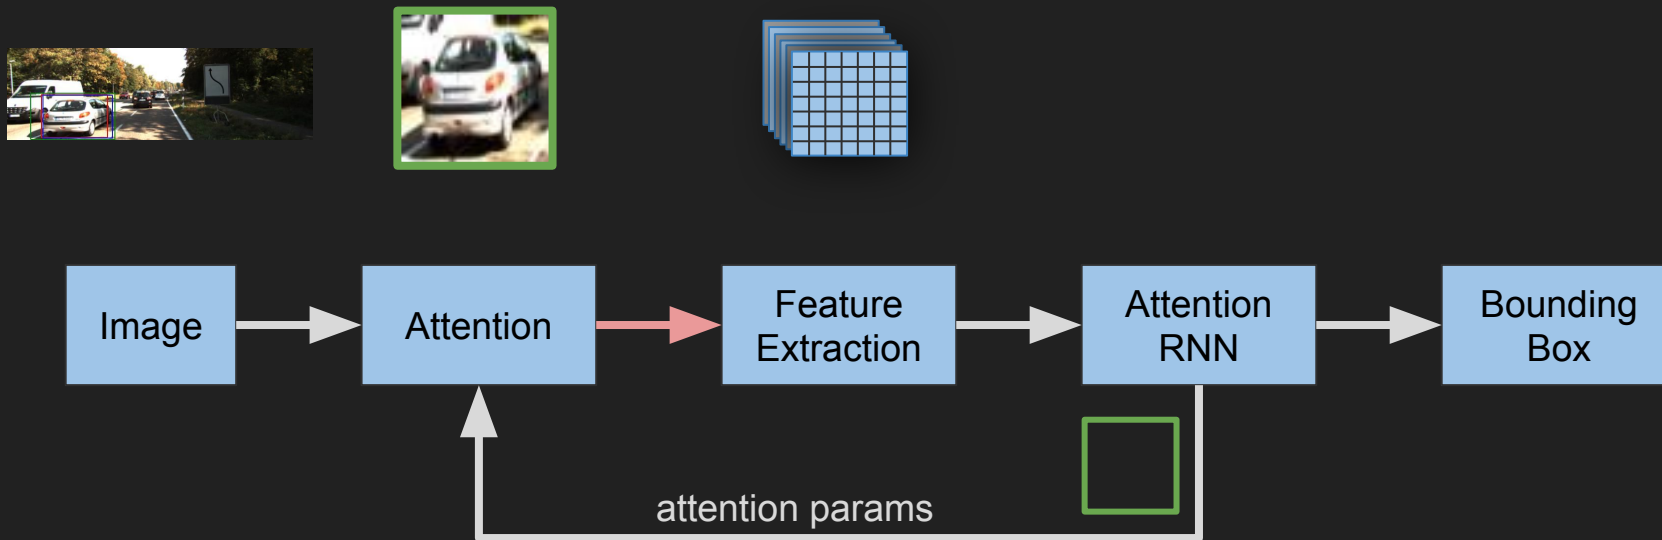 Image
Attention
Feature
Extraction
Attention
RNN
Bounding
Box
attention params